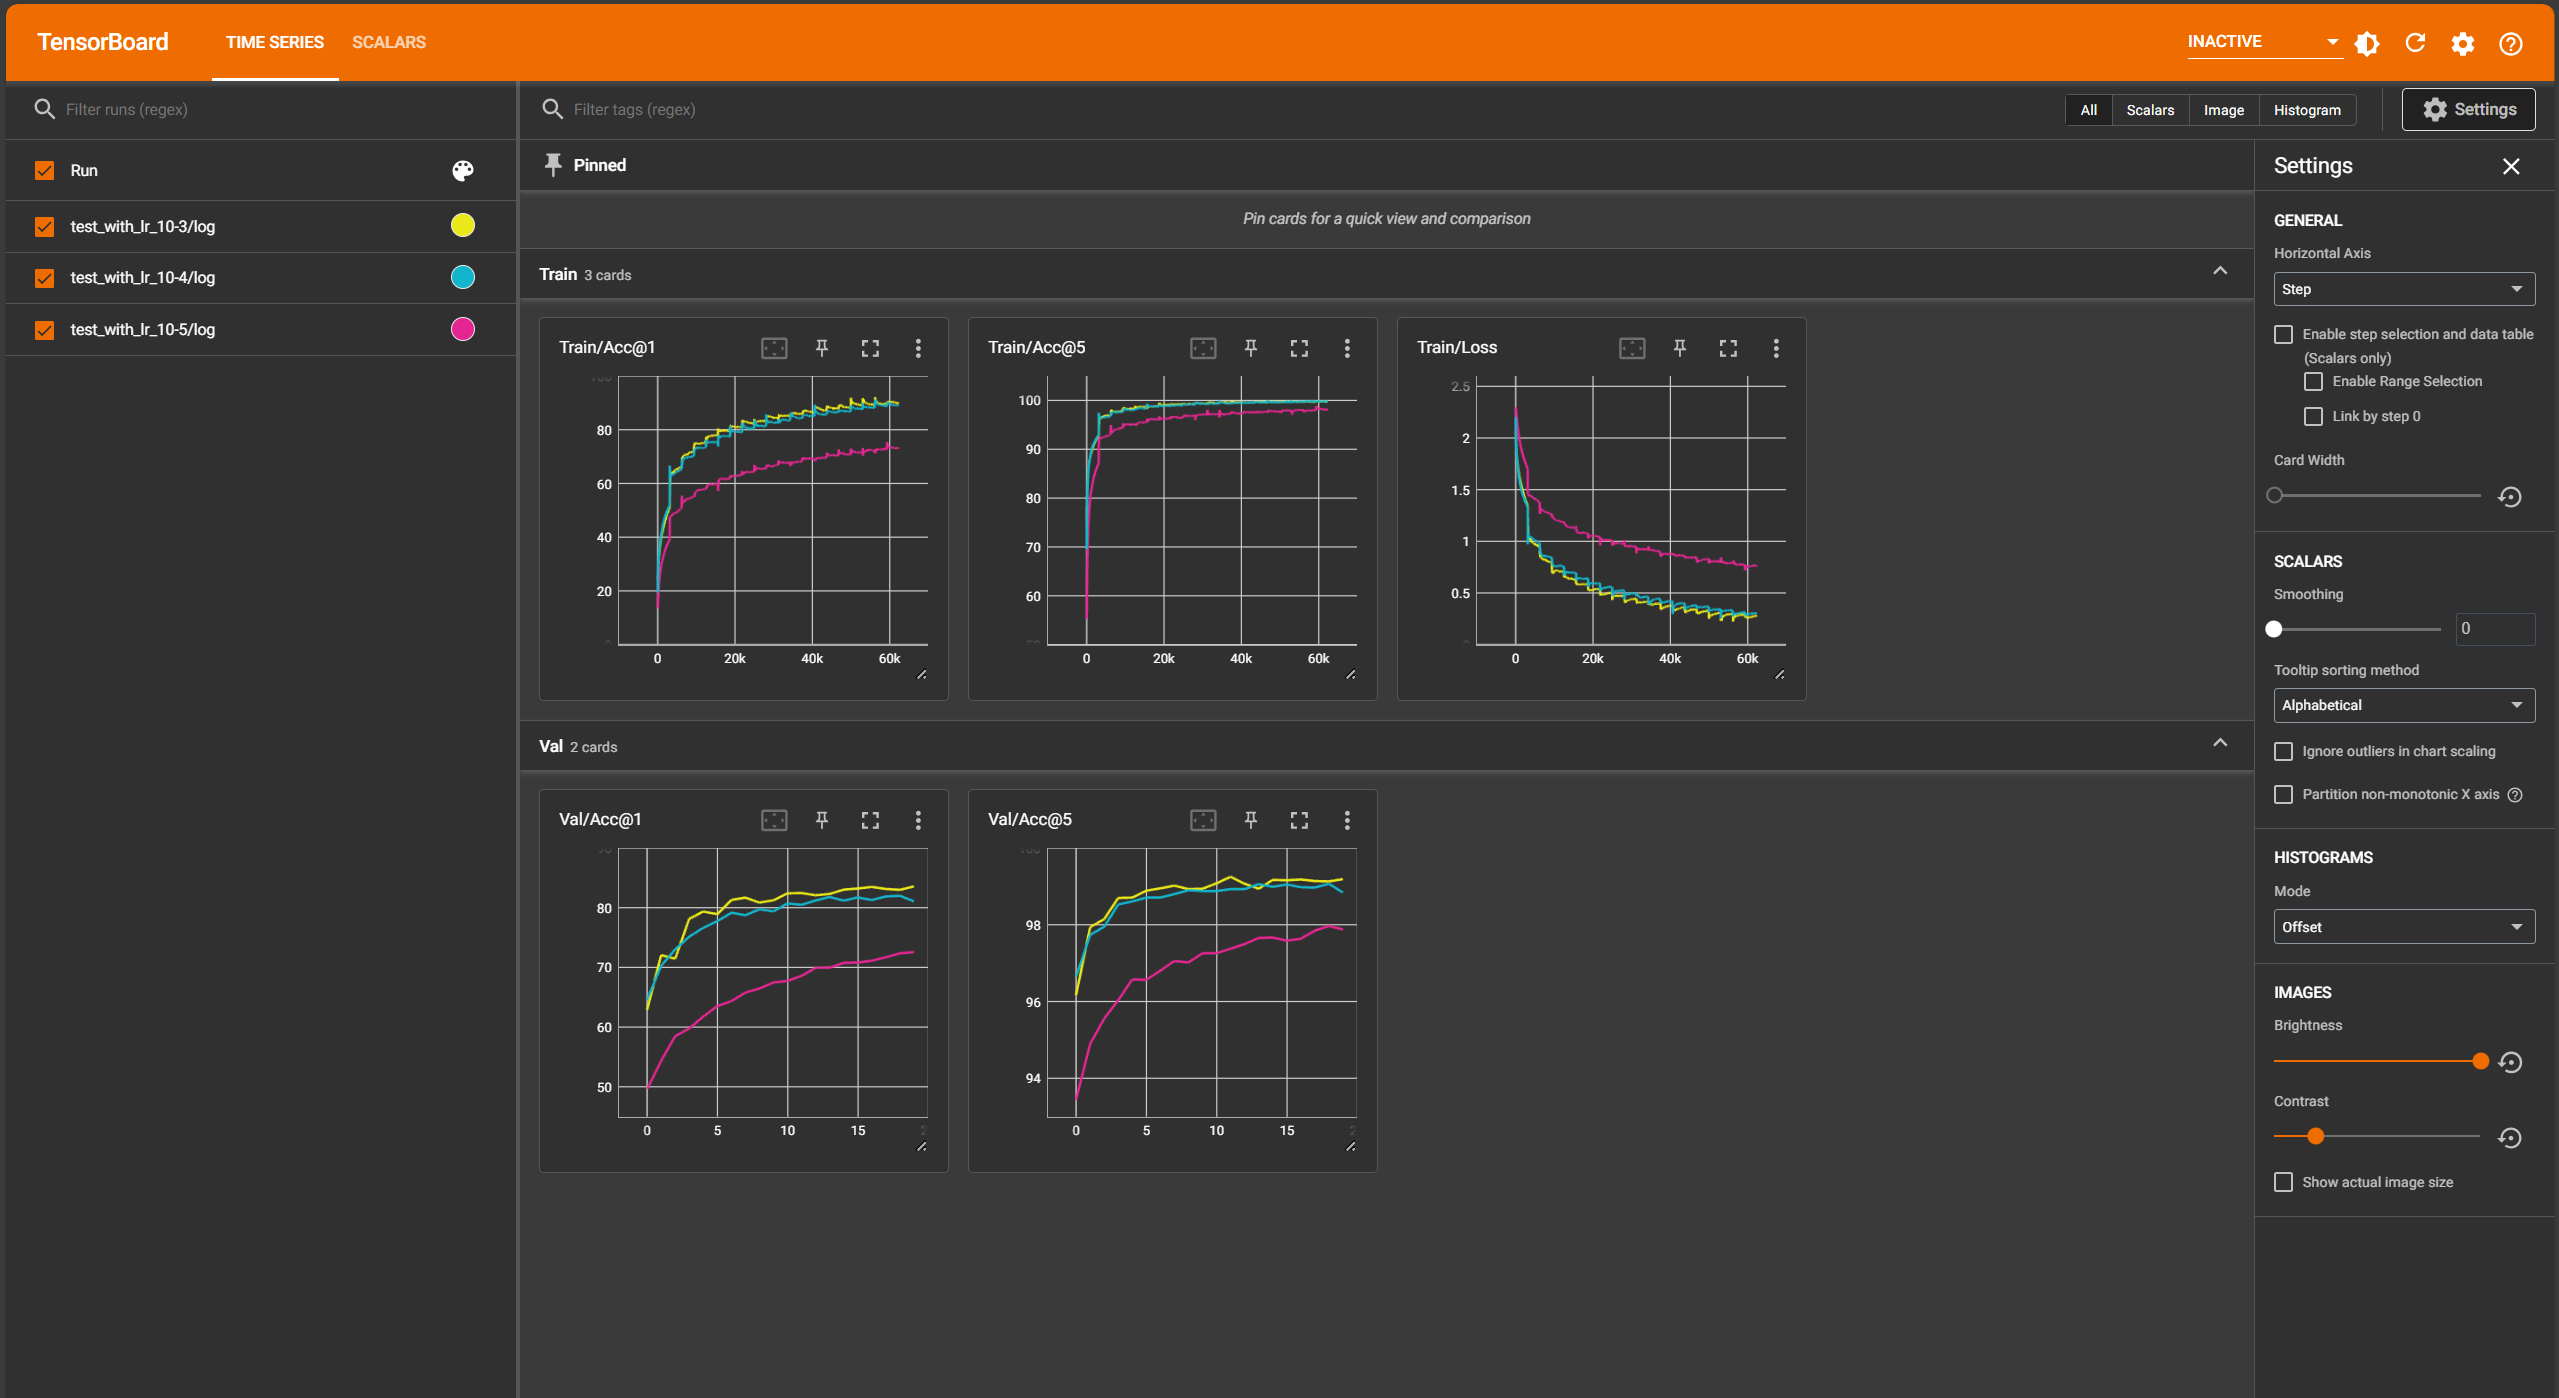 TensorBoard
TIME SERIES
SCALARS
INACTIVE
Filter runs (regex)
Filter tags (regex)
All
Scalars
Image
Histogram
Settings
Run
test_with_lr_10-3/log
test_with_lr_10-4/log
test_with_lr_10-5/log
Pinned
Pin cards for a quick view and comparison
Train 3 cards
Train/Acc@1
80
60
40
20
0 20k 40k 60k
Train/Acc@5
100
90
80
70
60
0 20k 40k 60k
Train/Loss
2.5
2
1.5
1
0.5
0 20k 40k 60k
Val 2 cards
Val/Acc@1
80
70
60
50
0 5 10 15
Val/Acc@5
98
96
94
0 5 10 15
Settings
GENERAL
Horizontal Axis
Step
Enable step selection and data table
(Scalars only)
Enable Range Selection
Link by step 0
Card Width
SCALARS
Smoothing
0
Tooltip sorting method
Alphabetical
Ignore outliers in chart scaling
Partition non-monotonic X axis
HISTOGRAMS
Mode
Offset
IMAGES
Brightness
Contrast
Show actual image size